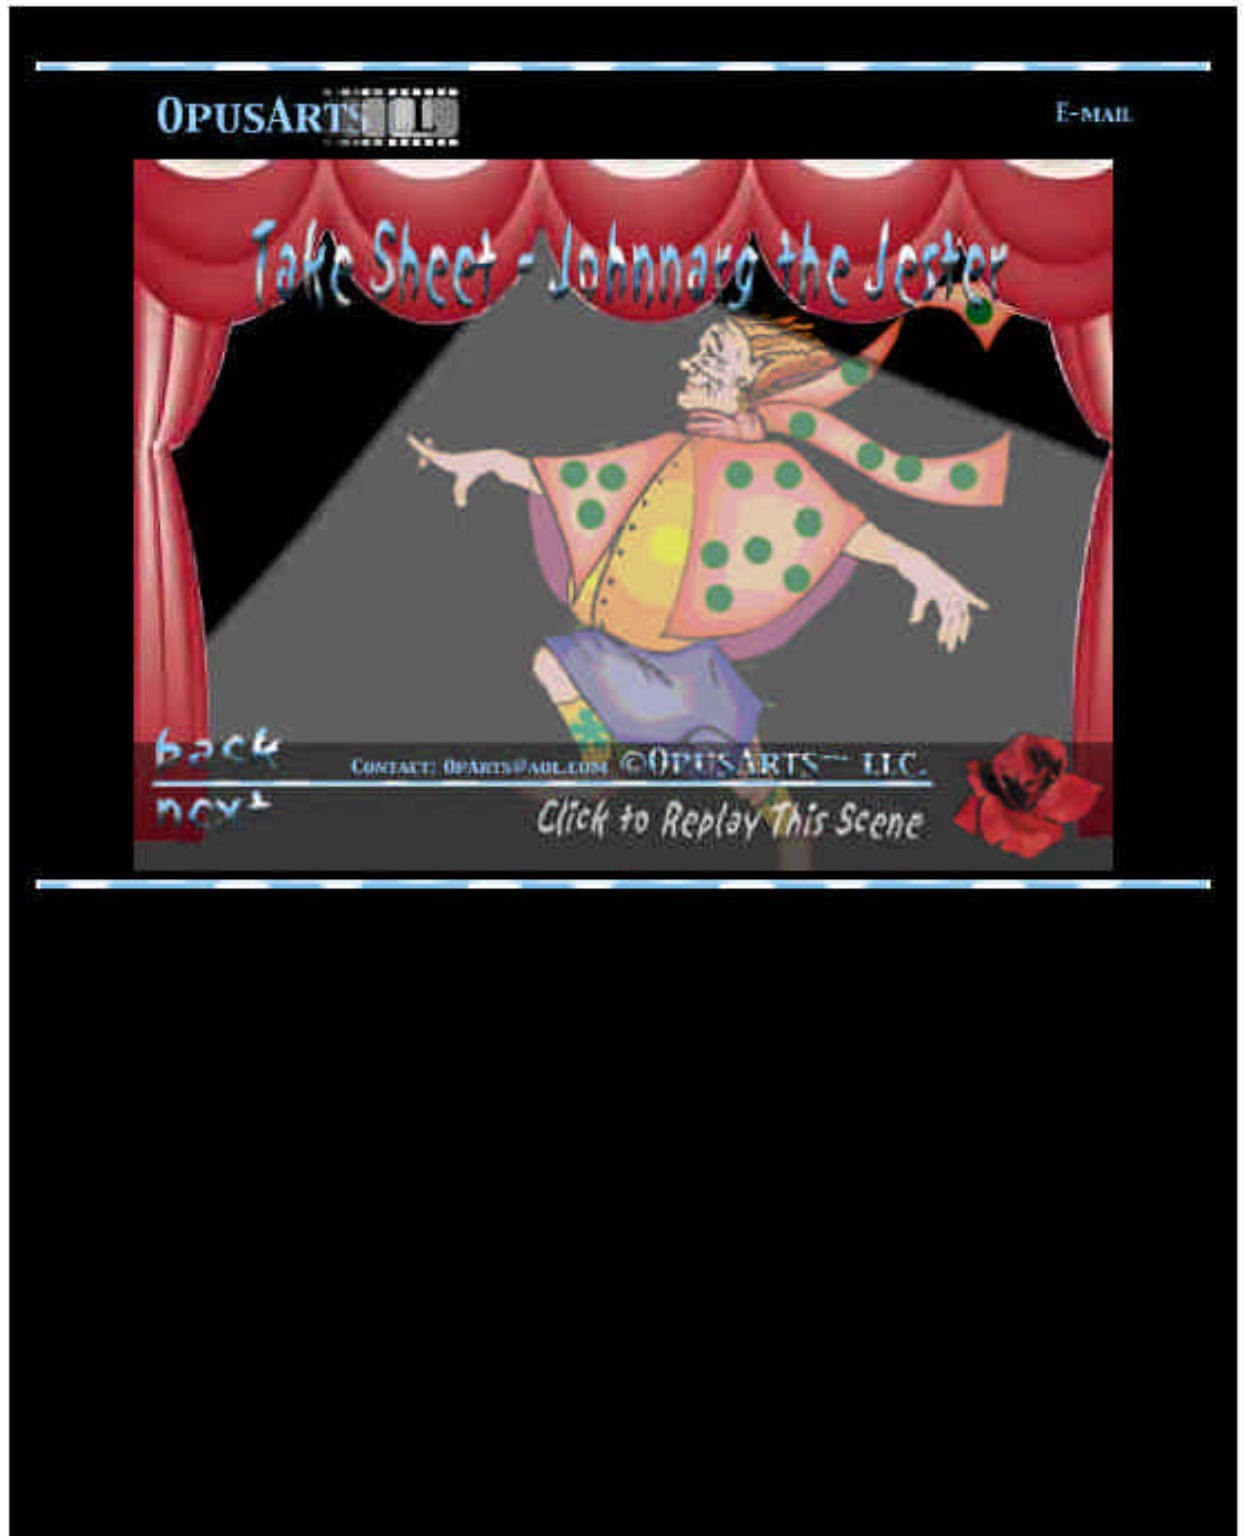 OPUSARTS
E-MAIL
Take Sheet - Johnnarg the Jester
back
CONTACT: OPARTS@AOL.COM ©OPUSARTS™ LLC.
next
Click to Replay This Scene